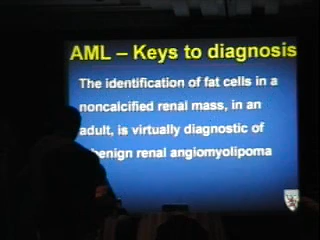 AML – Keys to diagnosis
The identification of fat cells in a
noncalcified renal mass, in an
adult, is virtually diagnostic of
benign renal angiomyolipoma